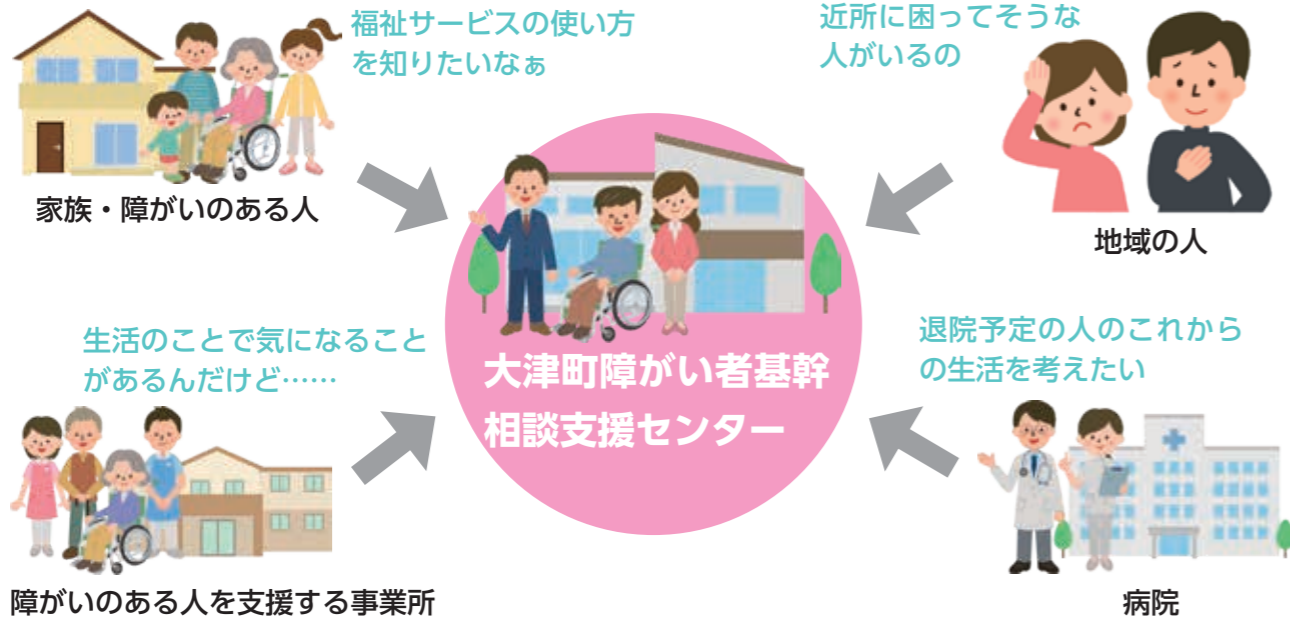 福祉サービスの使い方
を知りたいなぁ
家族・障がいのある人
近所に困ってそうな
人がいるの
地域の人
大津町障がい者基幹
相談支援センター
生活のことで気になること
があるんだけど……
障がいのある人を支援する事業所
退院予定の人のこれから
の生活を考えたい
病院